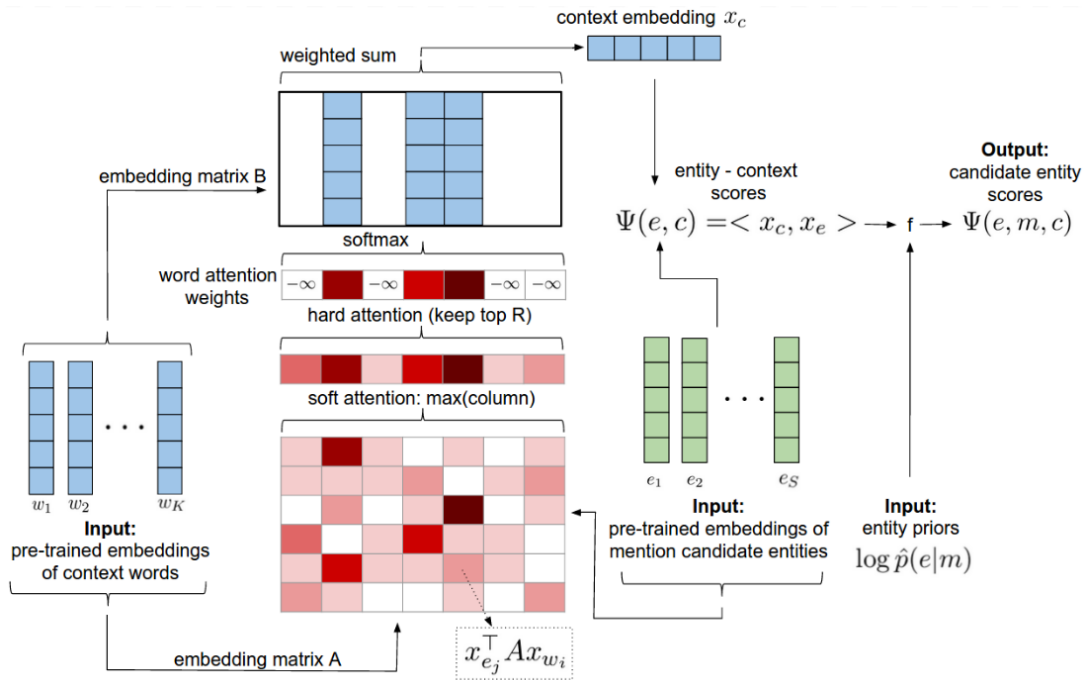 context embedding $x_c$
weighted sum
embedding matrix B
entity - context
scores
Output:
candidate entity
scores
$\Psi(e, c) = < x_c, x_e >$
f
$\Psi(e, m, c)$
softmax
word attention
weights
$-\infty$ $-\infty$ $-\infty$ $-\infty$
hard attention (keep top R)
soft attention: max(column)
$w_1$ $w_2$ · · · $w_K$
Input:
pre-trained embeddings
of context words
$e_1$ $e_2$ · · · $e_S$
Input:
pre-trained embeddings of
mention candidate entities
Input:
entity priors
$\log \hat{p}(e|m)$
embedding matrix A
$x_{e_j}^\top A x_{w_i}$